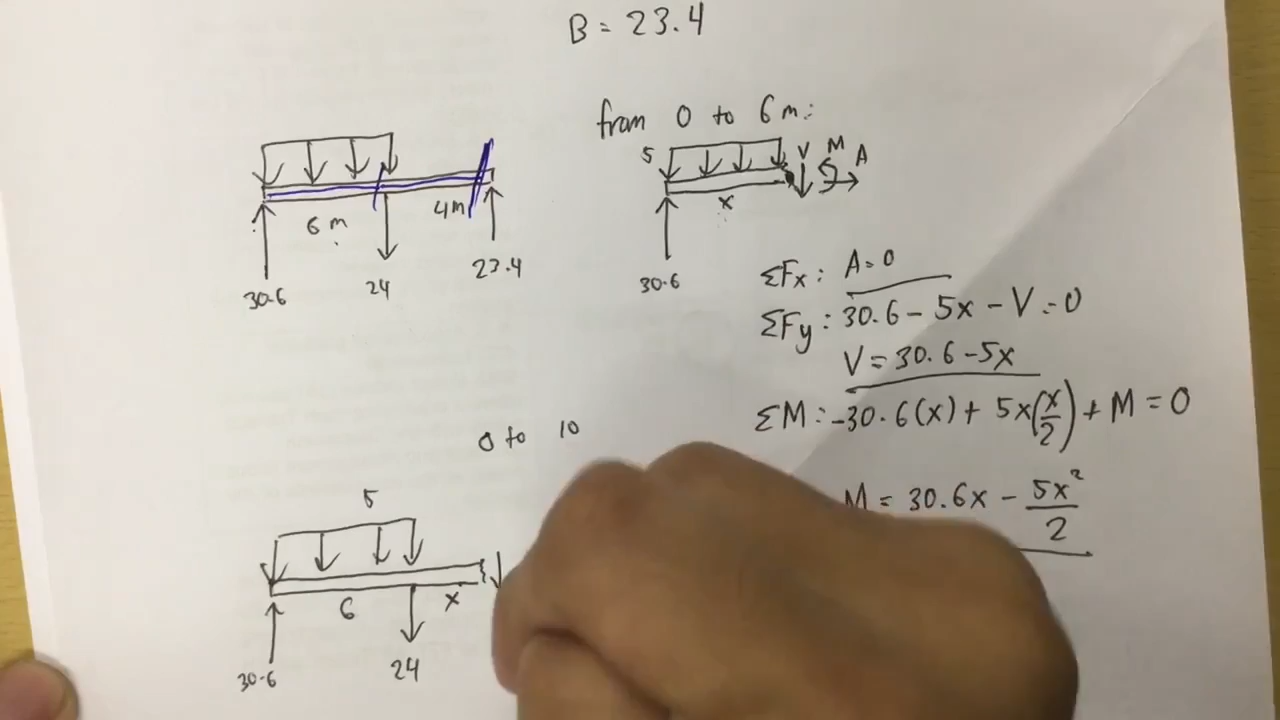 B = 23.4
from 0 to 6 m:
5
V M A
6 m 4m
x
30.6 24 23.4
30.6
ΣFx: A=0
ΣFy: 30.6 - 5x - V = 0
V = 30.6 - 5x
ΣM: -30.6(x) + 5x(x/2) + M = 0
0 to 10
M = 30.6x - 5x²/2
5
6 x
30.6 24